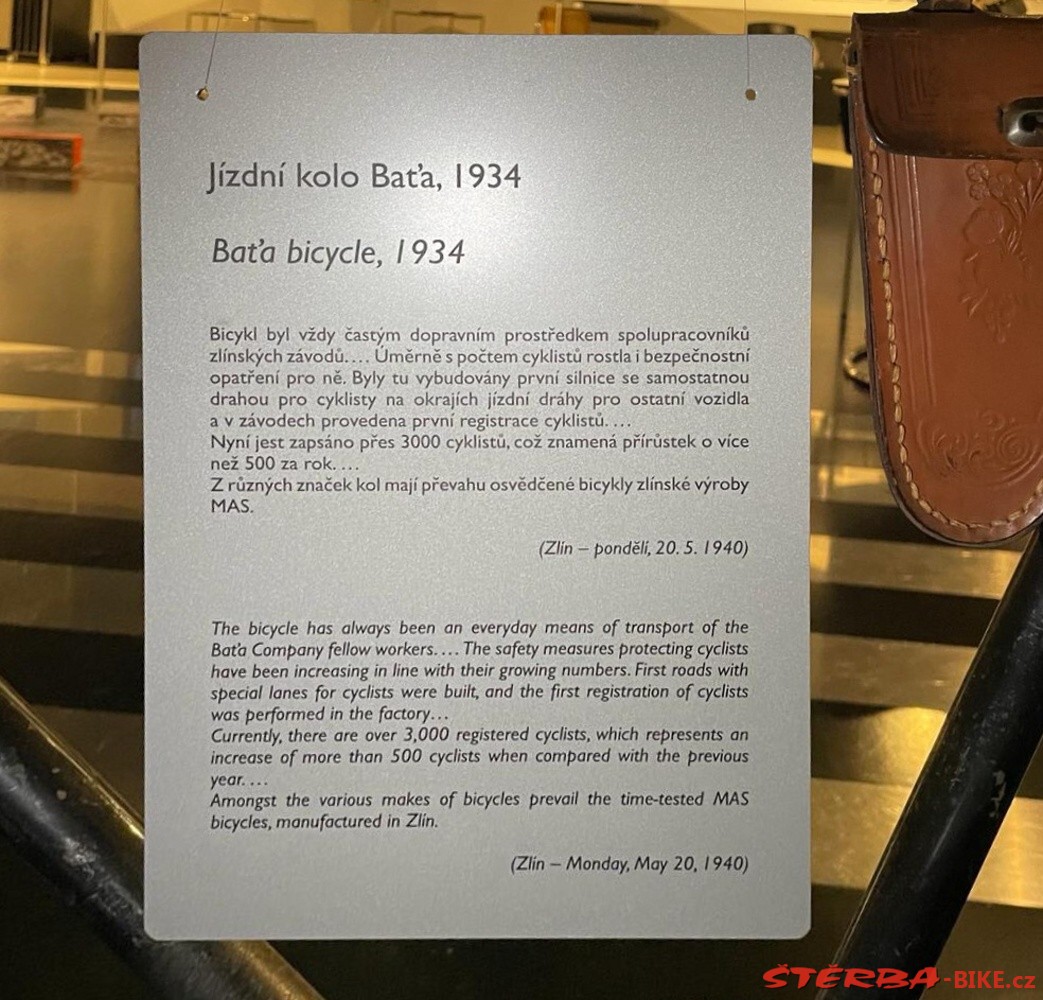 Jízdní kolo Baťa, 1934
Baťa bicycle, 1934
Bicykl byl vždy častým dopravním prostředkem spolupracovníků
zlínských závodů.... Úměrně s počtem cyklistů rostla i bezpečnostní
opatření pro ně. Byly tu vybudovány první silnice se samostatnou
drahou pro cyklisty na okrajích jízdní dráhy pro ostatní vozidla
a v závodech provedena první registrace cyklistů. ...
Nyní jest zapsáno přes 3000 cyklistů, což znamená přírůstek o více
než 500 za rok....
Z různých značek kol mají převahu osvědčené bicykly zlínské výroby
MAS.
(Zlín – pondělí, 20. 5. 1940)
The bicycle has always been an everyday means of transport of the
Baťa Company fellow workers.... The safety measures protecting cyclists
have been increasing in line with their growing numbers. First roads with
special lanes for cyclists were built, and the first registration of cyclists
was performed in the factory...
Currently, there are over 3,000 registered cyclists, which represents an
increase of more than 500 cyclists when compared with the previous
year....
Amongst the various makes of bicycles prevail the time-tested MAS
bicycles, manufactured in Zlín.
(Zlín – Monday, May 20, 1940)
ŠTERBA-BIKE.cz